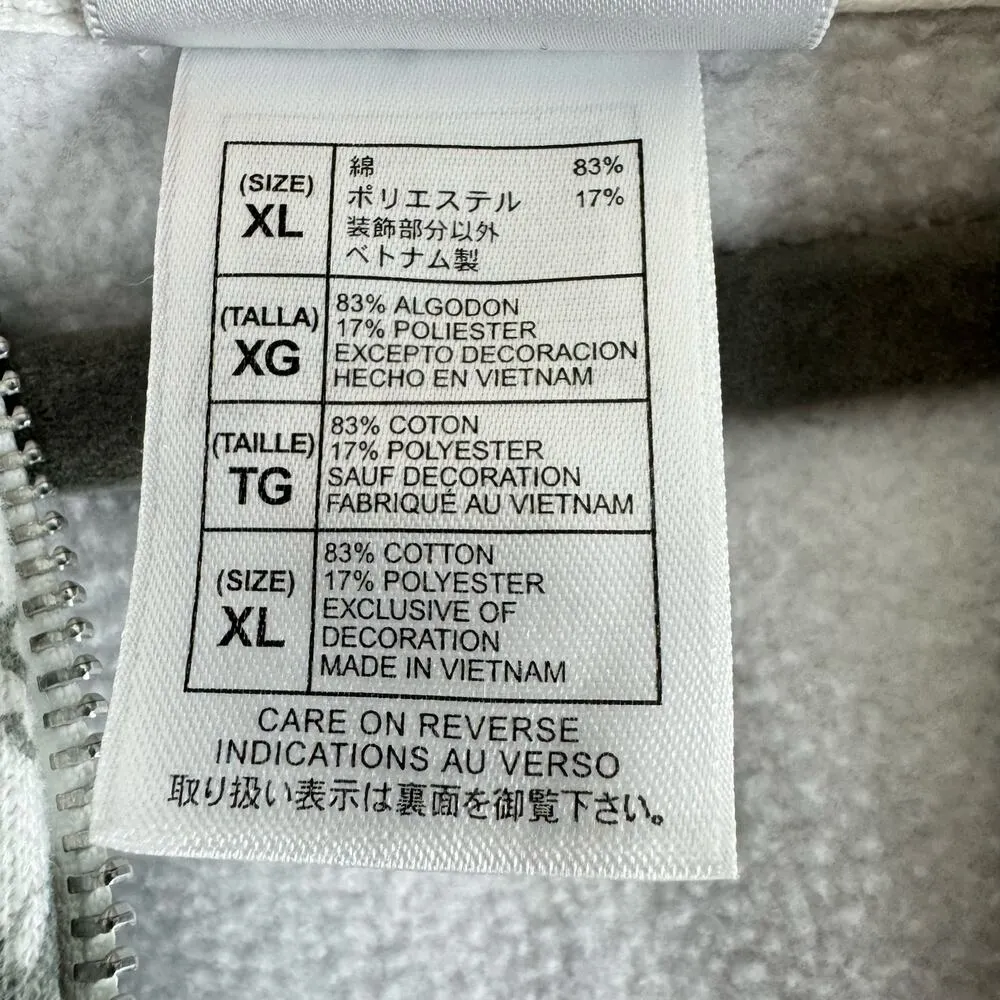 (SIZE)
XL
綿 83%
ポリエステル 17%
装飾部分以外
ベトナム製
(TALLA)
XG
83% ALGODON
17% POLIESTER
EXCEPTO DECORACION
HECHO EN VIETNAM
(TAILLE)
TG
83% COTON
17% POLYESTER
SAUF DECORATION
FABRIQUÉ AU VIETNAM
(SIZE)
XL
83% COTTON
17% POLYESTER
EXCLUSIVE OF
DECORATION
MADE IN VIETNAM
CARE ON REVERSE
INDICATIONS AU VERSO
取り扱い表示は裏面を御覧下さい。